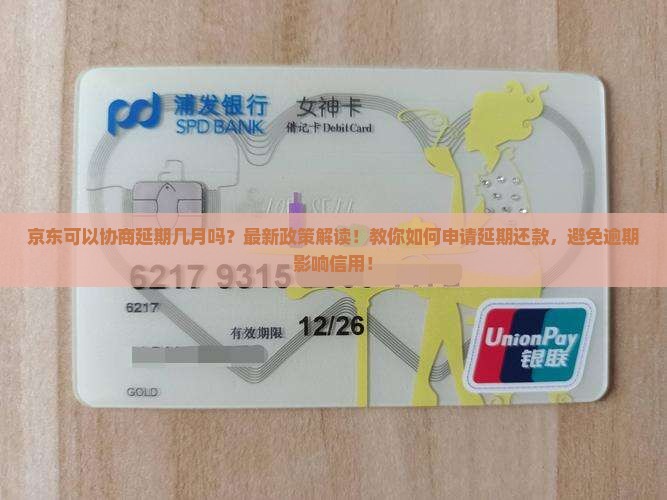 浦发银行 女神卡
SPD BANK 借记卡 Debit Card
京东可以协商延期几月吗？最新政策解读！教你如何申请延期还款，避免逾期
影响信用！
6217 9315
6217
有效期限 12/26
UnionPay
银联
GOLD